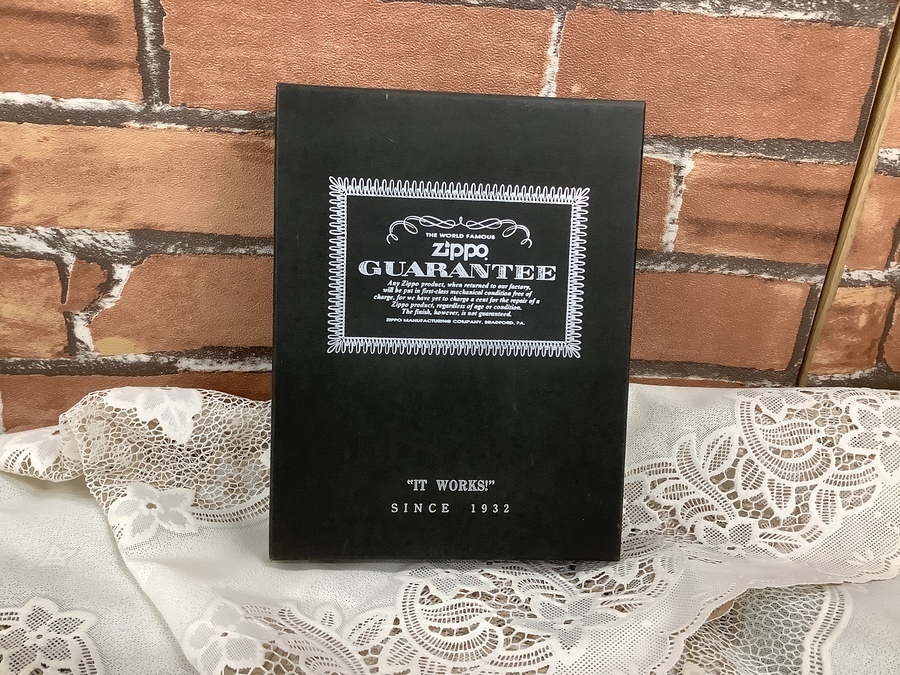 THE WORLD FAMOUS
Zippo
GUARANTEE
Any Zippo product, when returned to our factory,
will be put in first-class mechanical condition free of
charge, for we have yet to charge a cent for the repair of a
Zippo product, regardless of age or condition.
The finish, however, is not guaranteed.
ZIPPO MANUFACTURING COMPANY, BRADFORD, PA.
"IT WORKS!"
SINCE 1932